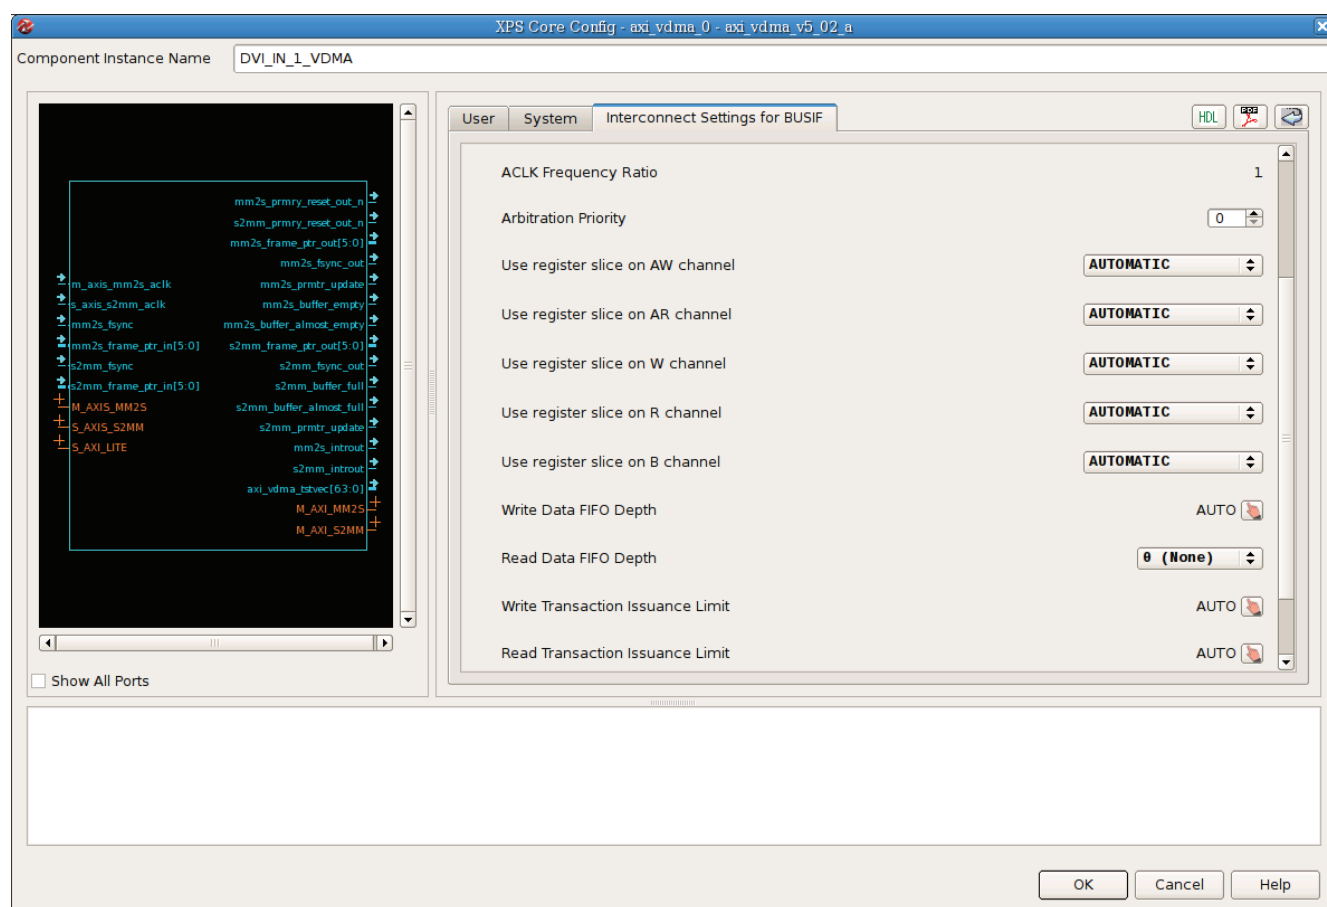 XPS Core Config - axi_vdma_0 - axi_vdma_v5_02_a
Component Instance Name DVI_IN_1_VDMA
mm2s_prmry_reset_out_n
s2mm_prmry_reset_out_n
mm2s_frame_ptr_out[5:0]
mm2s_fsync_out
m_axis_mm2s_aclk mm2s_prmtr_update
s_axis_s2mm_aclk mm2s_buffer_empty
mm2s_fsync mm2s_buffer_almost_empty
mm2s_frame_ptr_in[5:0] s2mm_frame_ptr_out[5:0]
s2mm_fsync s2mm_fsync_out
s2mm_frame_ptr_in[5:0] s2mm_buffer_full
M_AXIS_MM2S s2mm_buffer_almost_full
S_AXIS_S2MM s2mm_prmtr_update
S_AXI_LITE mm2s_introut
s2mm_introut
axi_vdma_tstvec[63:0]
M_AXI_MM2S
M_AXI_S2MM
Show All Ports
User System Interconnect Settings for BUSIF HDL PDF
ACLK Frequency Ratio 1
Arbitration Priority 0
Use register slice on AW channel AUTOMATIC
Use register slice on AR channel AUTOMATIC
Use register slice on W channel AUTOMATIC
Use register slice on R channel AUTOMATIC
Use register slice on B channel AUTOMATIC
Write Data FIFO Depth AUTO
Read Data FIFO Depth 0 (None)
Write Transaction Issuance Limit AUTO
Read Transaction Issuance Limit AUTO
OK Cancel Help